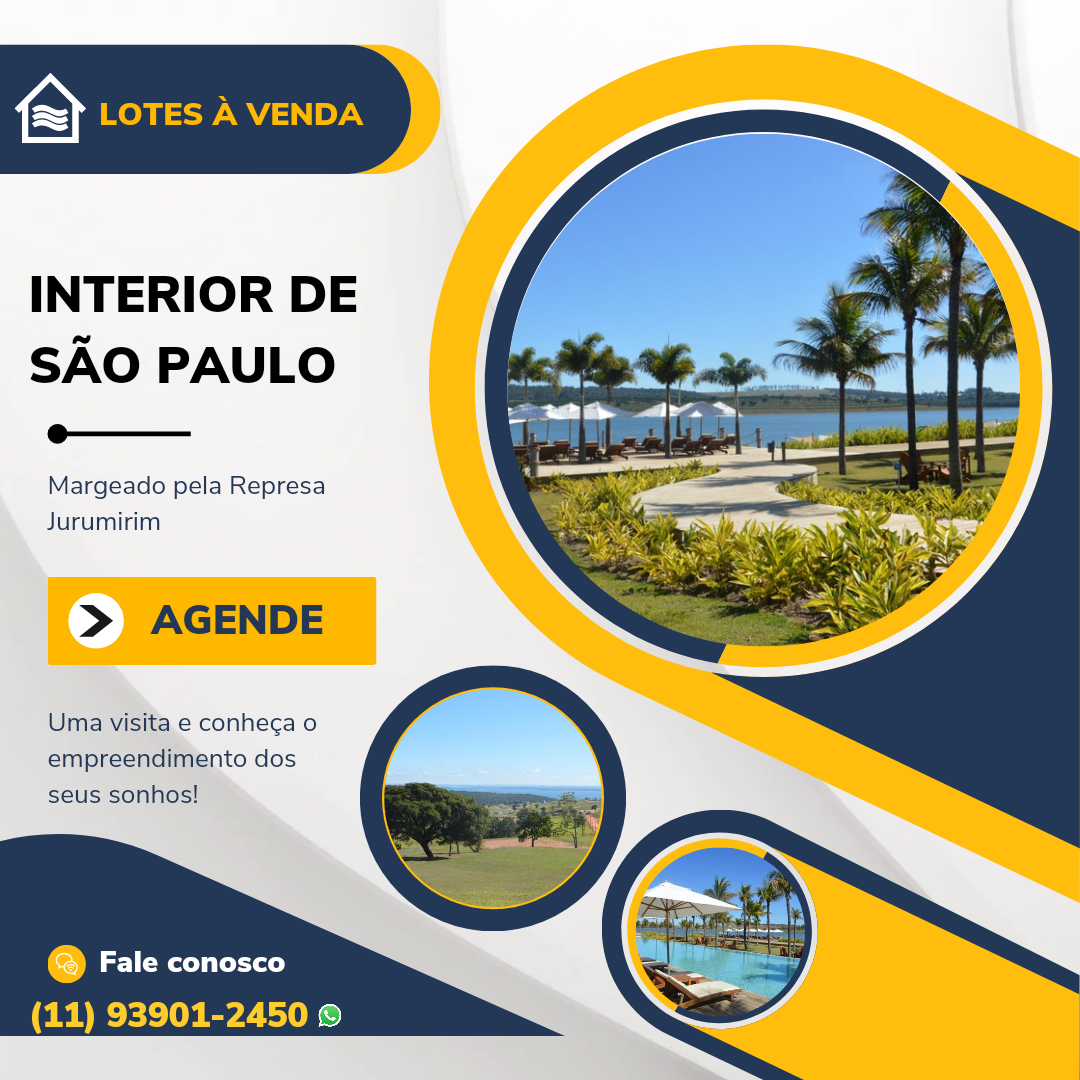 LOTES À VENDA
INTERIOR DE
SÃO PAULO
Margeado pela Represa
Jurumirim
AGENDE
Uma visita e conheça o
empreendimento dos
seus sonhos!
Fale conosco
(11) 93901-2450